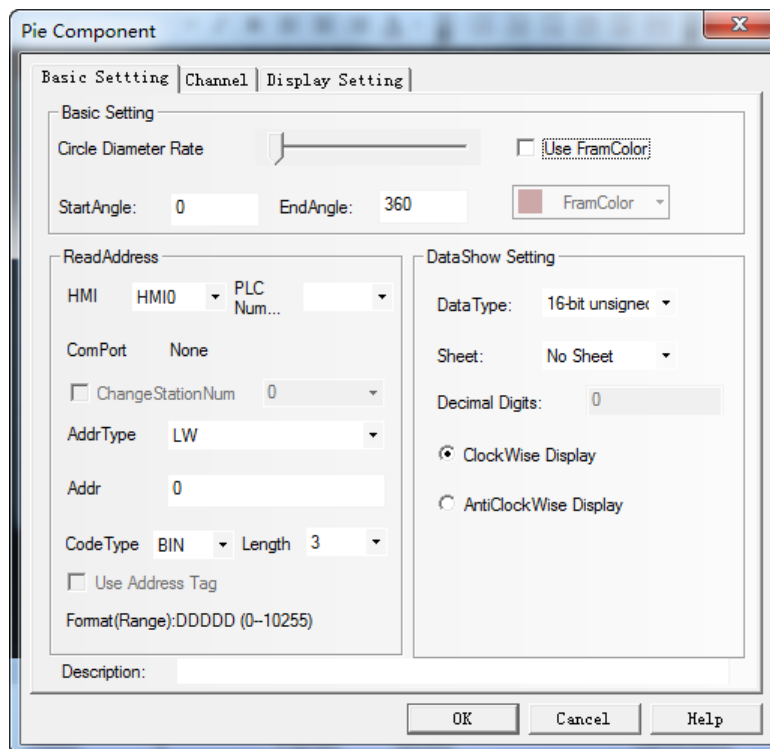 Pie Component
Basic Settting Channel Display Setting
Basic Setting
Circle Diameter Rate Use FramColor
StartAngle: 0 EndAngle: 360 FramColor
ReadAddress
HMI HMI0 PLC Num...
ComPort None
ChangeStationNum 0
AddrType LW
Addr 0
CodeType BIN Length 3
Use Address Tag
Format(Range):DDDDD (0--10255)
DataShow Setting
DataType: 16-bit unsigned
Sheet: No Sheet
Decimal Digits: 0
ClockWise Display
AntiClockWise Display
Description:
OK Cancel Help